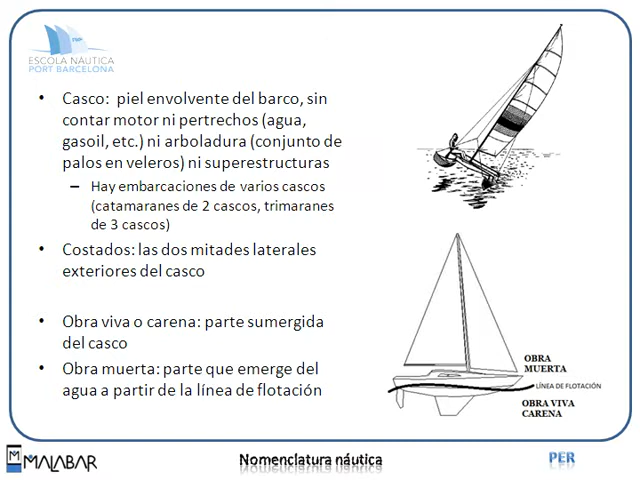 ESCOLA NÁUTICA
PORT BARCELONA
• Casco: piel envolvente del barco, sin
contar motor ni pertrechos (agua,
gasoil, etc.) ni arboladura (conjunto de
palos en veleros) ni superestructuras
– Hay embarcaciones de varios cascos
(catamaranes de 2 cascos, trimaranes
de 3 cascos)
• Costados: las dos mitades laterales
exteriores del casco
• Obra viva o carena: parte sumergida
del casco
• Obra muerta: parte que emerge del
agua a partir de la línea de flotación
OBRA
MUERTA
LÍNEA DE FLOTACIÓN
OBRA VIVA
CARENA
MALABAR
Nomenclatura náutica
PER